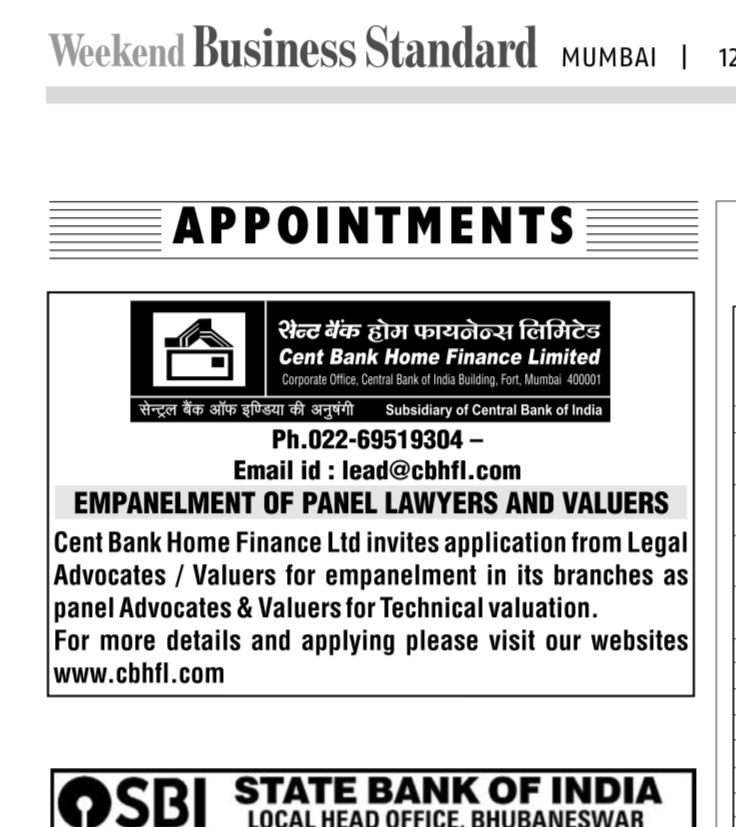 Weekend Business Standard MUMBAI | 12
APPOINTMENTS
सेन्ट बैंक होम फायनेन्स लिमिटेड
Cent Bank Home Finance Limited
Corporate Office, Central Bank of India Building, Fort, Mumbai 400001
सेन्ट्रल बैंक ऑफ इण्डिया की अनुषंगी Subsidiary of Central Bank of India
Ph.022-69519304 –
Email id : lead@cbhfl.com
EMPANELMENT OF PANEL LAWYERS AND VALUERS
Cent Bank Home Finance Ltd invites application from Legal
Advocates / Valuers for empanelment in its branches as
panel Advocates & Valuers for Technical valuation.
For more details and applying please visit our websites
www.cbhfl.com
SBI STATE BANK OF INDIA
LOCAL HEAD OFFICE, BHUBANESWAR